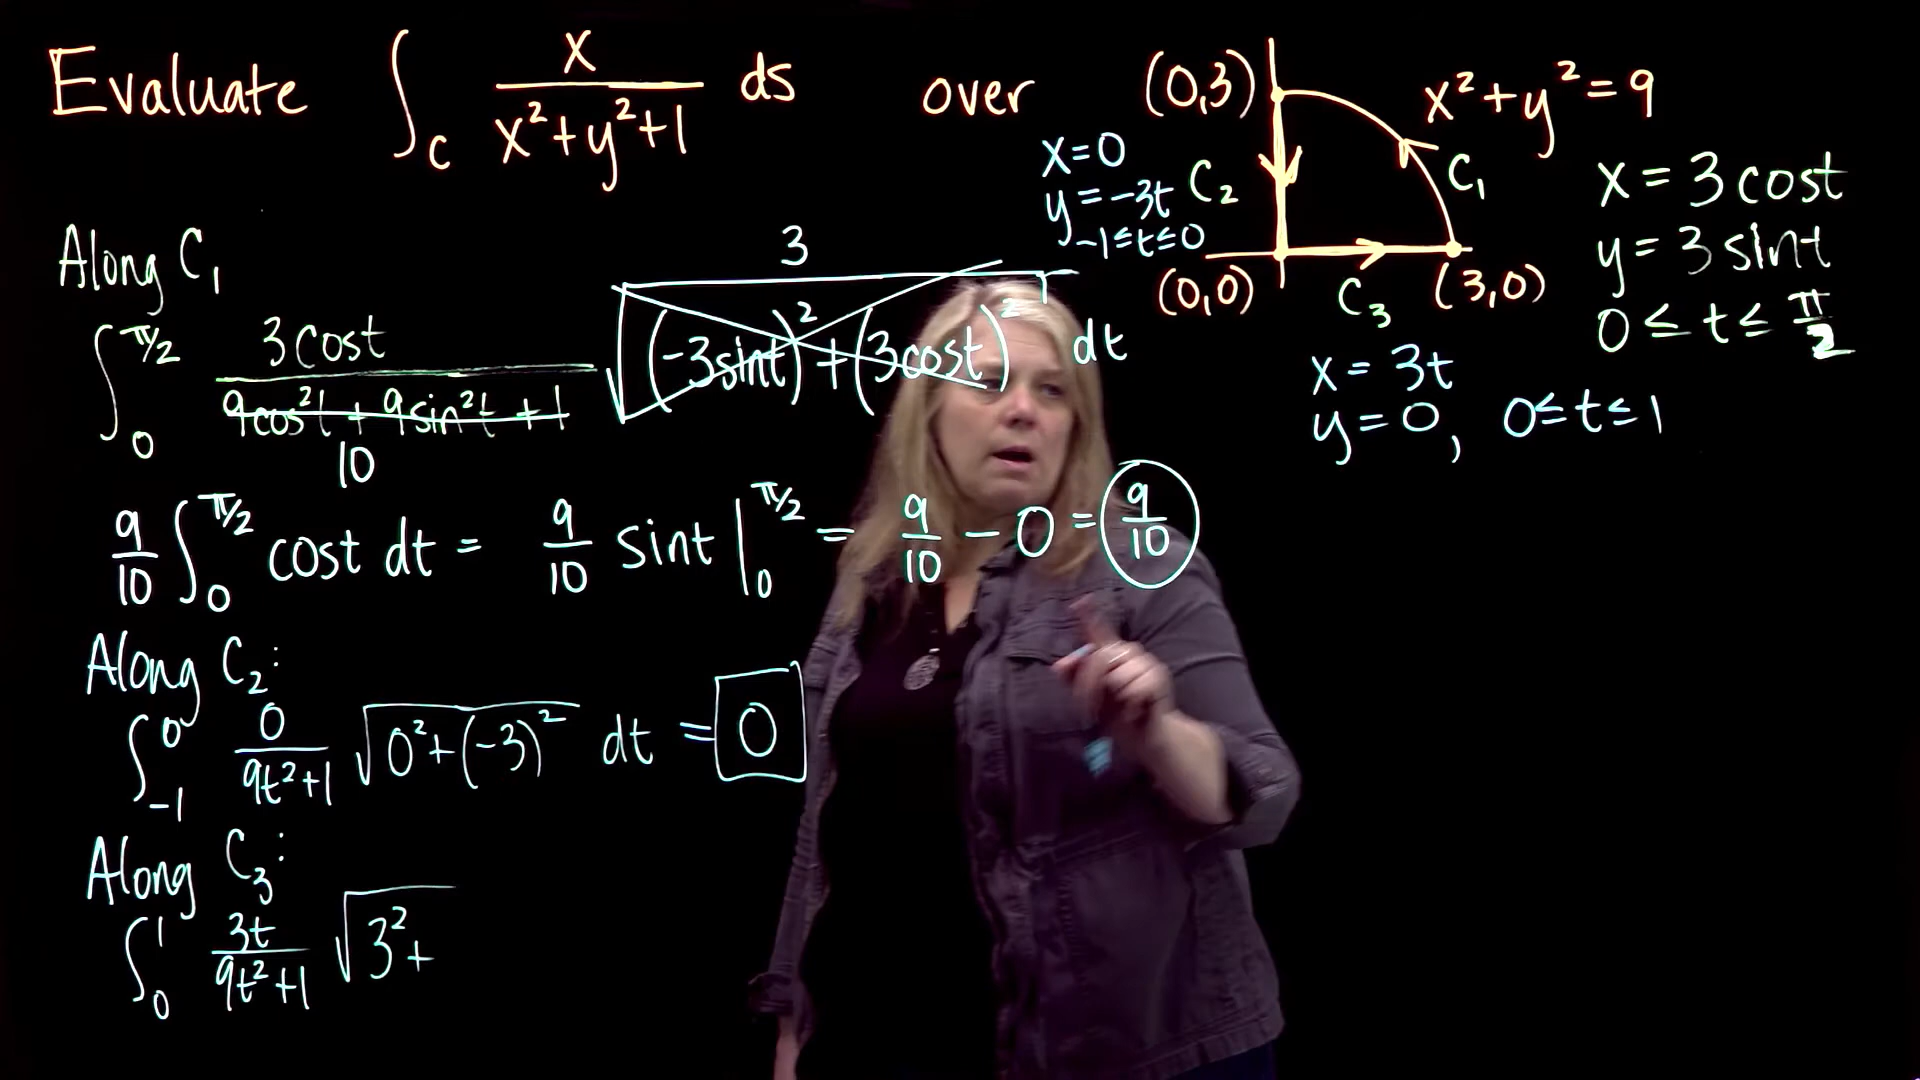 Evaluate ∫_C x/(x²+y²+1) ds over
(0,3)
x²+y²=9
C₁
x=0
y=-3t C₂
-1≤t≤0
(0,0)
C₃
(3,0)
x=3cost
y=3sint
0≤t≤π/2
x=3t
y=0, 0≤t≤1
Along C₁
3
∫₀^(π/2) 3cost/(9cos²t+9sin²t+1) √((-3sint)²+(3cost)²) dt
10
9/10 ∫₀^(π/2) cost dt = 9/10 sint |₀^(π/2) = 9/10 - 0 = 9/10
Along C₂:
∫₋₁⁰ 0/(9t²+1) √(0²+(-3)²) dt = 0
Along C₃:
∫₀¹ 3t/(9t²+1) √(3²+